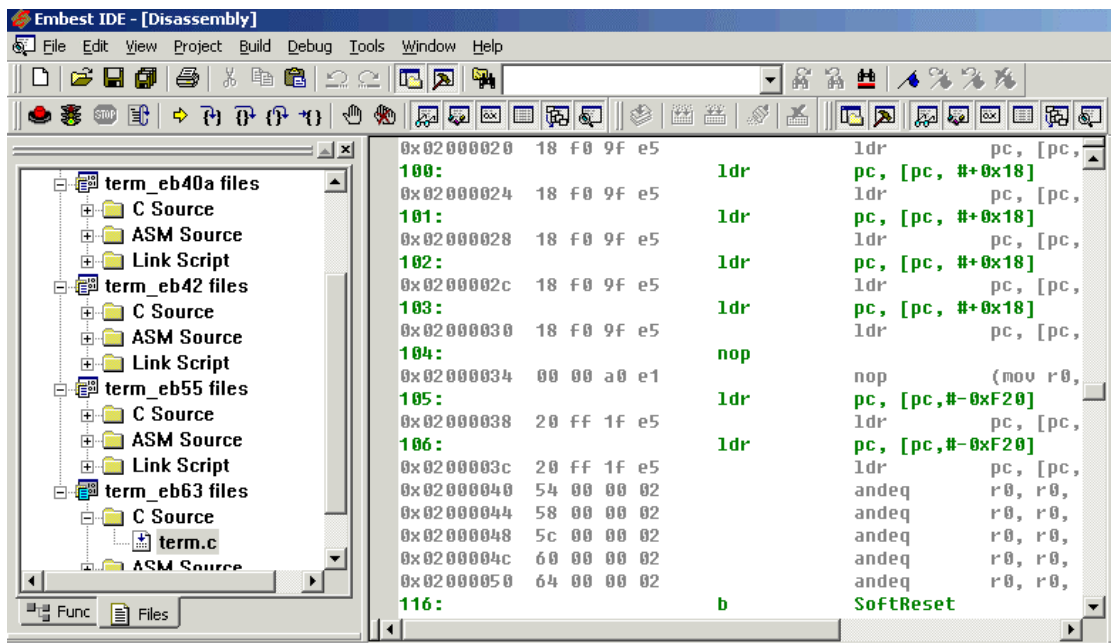 Embest IDE - [Disassembly]
File Edit View Project Build Debug Tools Window Help
STOP
term_eb40a files
C Source
ASM Source
Link Script
term_eb42 files
C Source
ASM Source
Link Script
term_eb55 files
C Source
ASM Source
Link Script
term_eb63 files
C Source
term.c
ASM Source
Func Files
0x02000020 18 f0 9f e5 ldr pc, [pc,
100: ldr pc, [pc, #+0x18]
0x02000024 18 f0 9f e5 ldr pc, [pc,
101: ldr pc, [pc, #+0x18]
0x02000028 18 f0 9f e5 ldr pc, [pc,
102: ldr pc, [pc, #+0x18]
0x0200002c 18 f0 9f e5 ldr pc, [pc,
103: ldr pc, [pc, #+0x18]
0x02000030 18 f0 9f e5 ldr pc, [pc,
104: nop
0x02000034 00 00 a0 e1 nop (mov r0,
105: ldr pc, [pc,#-0xF20]
0x02000038 20 ff 1f e5 ldr pc, [pc,
106: ldr pc, [pc,#-0xF20]
0x0200003c 20 ff 1f e5 ldr pc, [pc,
0x02000040 54 00 00 02 andeq r0, r0,
0x02000044 58 00 00 02 andeq r0, r0,
0x02000048 5c 00 00 02 andeq r0, r0,
0x0200004c 60 00 00 02 andeq r0, r0,
0x02000050 64 00 00 02 andeq r0, r0,
116: b SoftReset